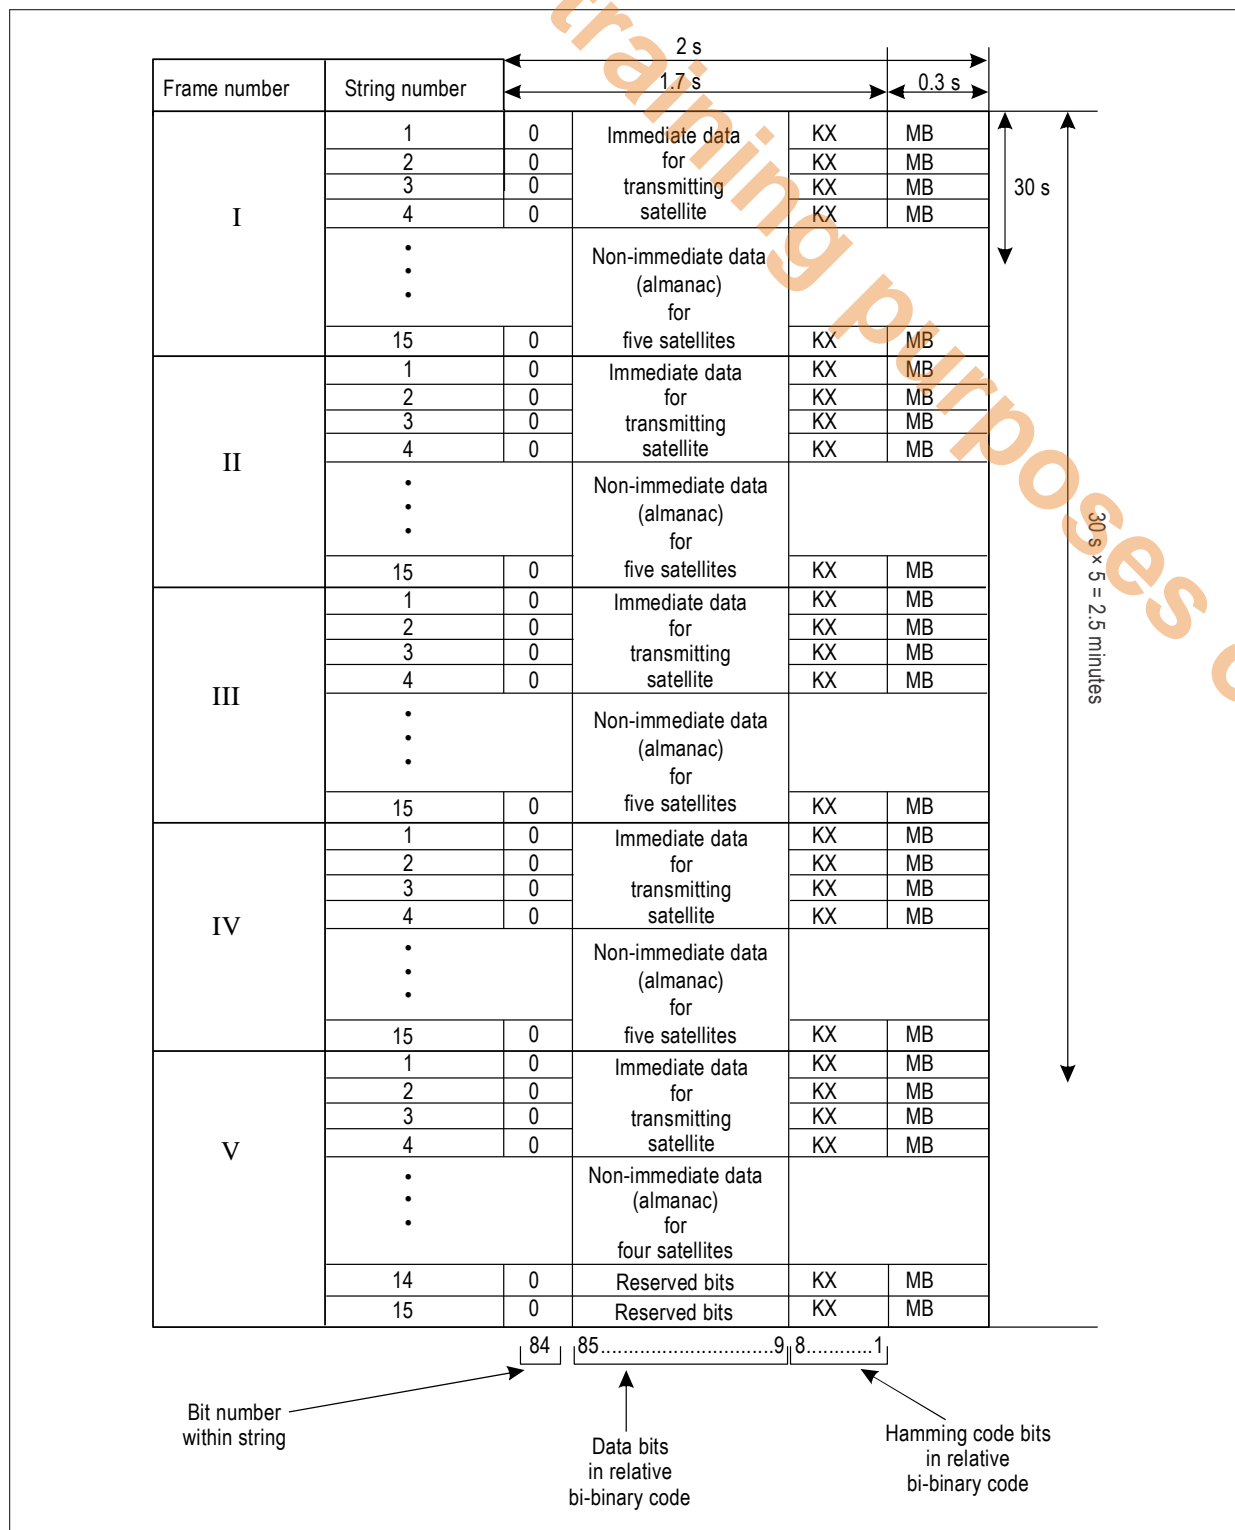 training purposes
2 s
1.7 s 0.3 s
Frame number String number
I
1 0 Immediate data KX MB
2 0 for KX MB
3 0 transmitting KX MB
4 0 satellite KX MB
30 s
Non-immediate data
(almanac)
for
15 0 five satellites KX MB
II
1 0 Immediate data KX MB
2 0 for KX MB
3 0 transmitting KX MB
4 0 satellite KX MB
Non-immediate data
(almanac)
for
15 0 five satellites KX MB
30 s × 5 = 2.5 minutes
III
1 0 Immediate data KX MB
2 0 for KX MB
3 0 transmitting KX MB
4 0 satellite KX MB
Non-immediate data
(almanac)
for
15 0 five satellites KX MB
IV
1 0 Immediate data KX MB
2 0 for KX MB
3 0 transmitting KX MB
4 0 satellite KX MB
Non-immediate data
(almanac)
for
15 0 five satellites KX MB
V
1 0 Immediate data KX MB
2 0 for KX MB
3 0 transmitting KX MB
4 0 satellite KX MB
Non-immediate data
(almanac)
for
four satellites
14 0 Reserved bits KX MB
15 0 Reserved bits KX MB
84 85...............................9 8............1
Bit number
within string
Data bits
in relative
bi-binary code
Hamming code bits
in relative
bi-binary code